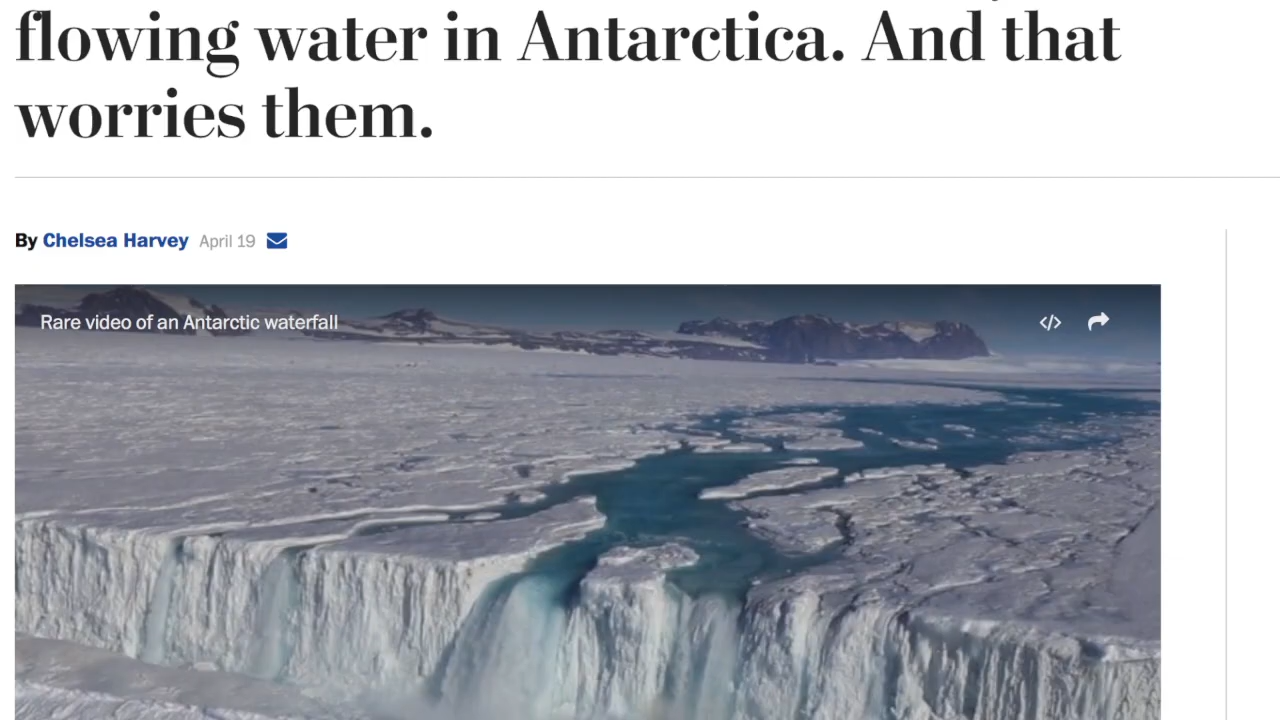 flowing water in Antarctica. And that
worries them.
By Chelsea Harvey April 19
Rare video of an Antarctic waterfall